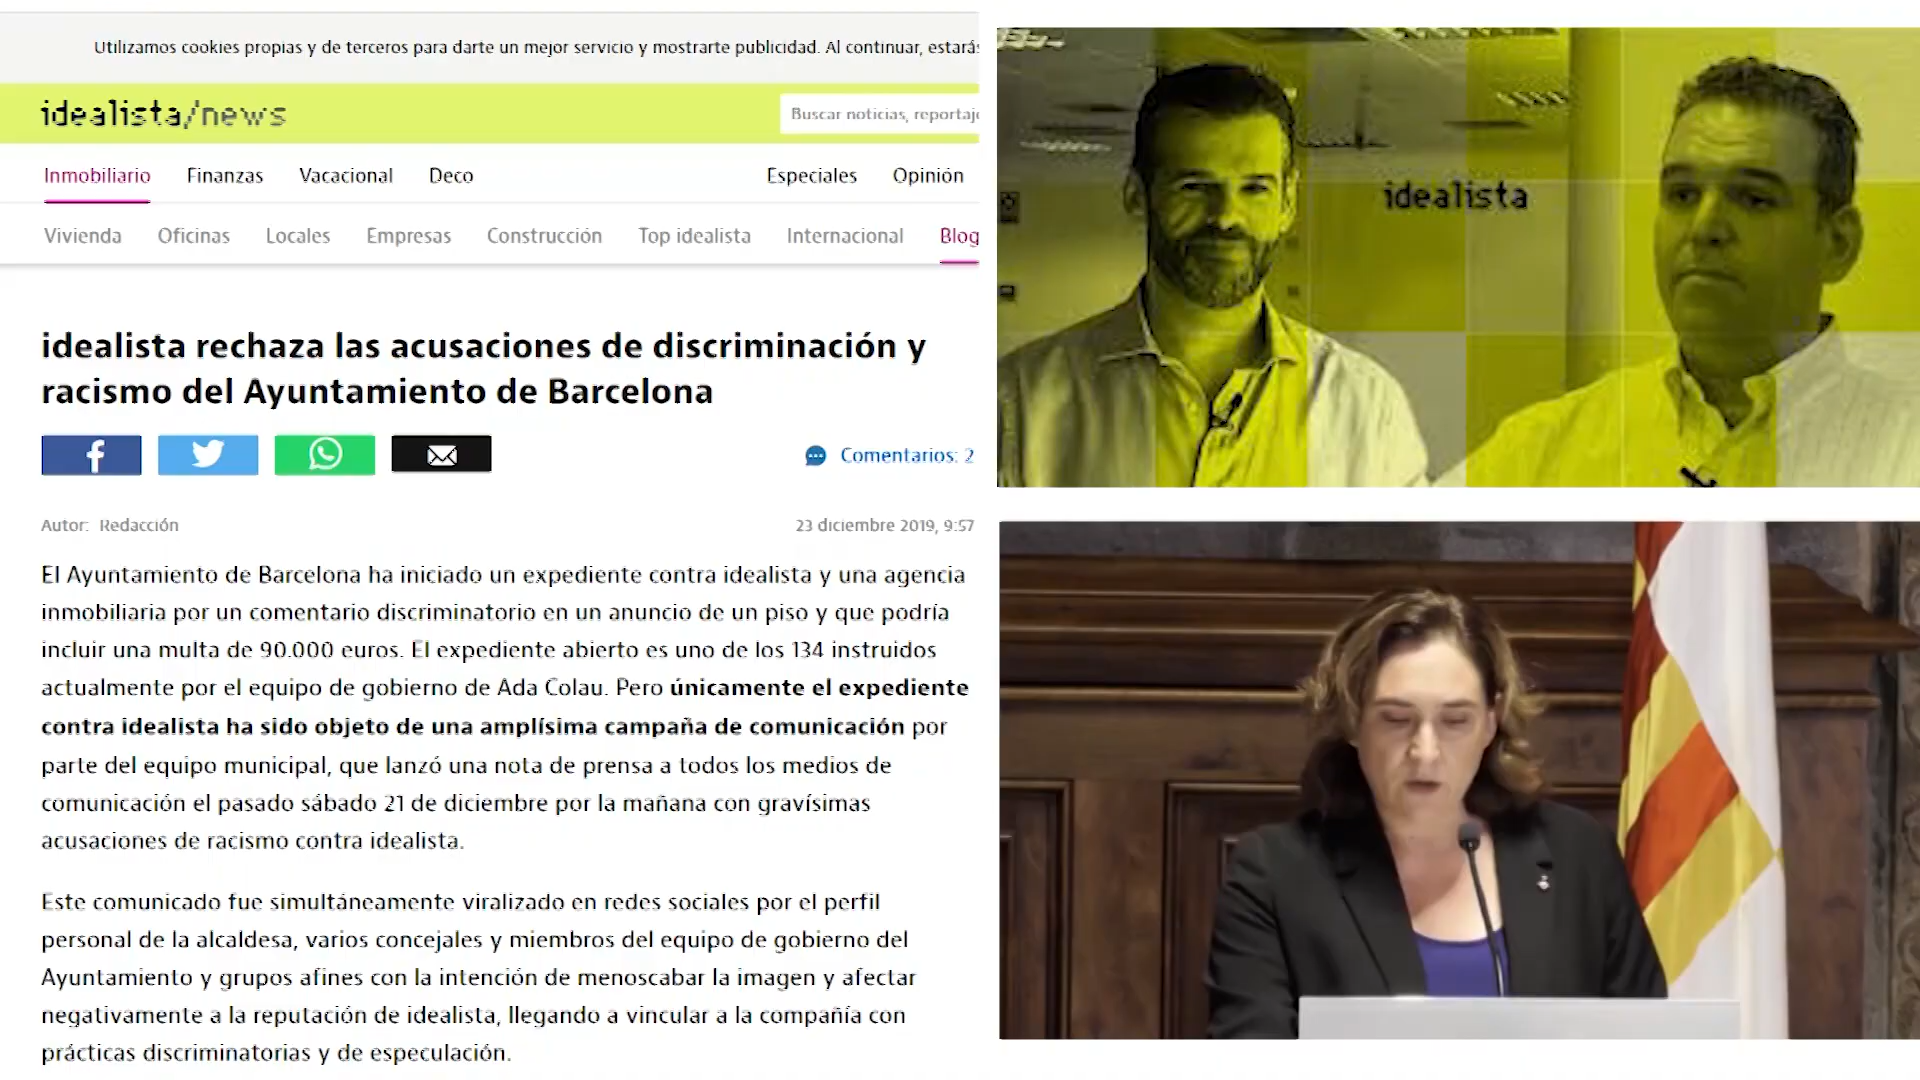 Utilizamos cookies propias y de terceros para darte un mejor servicio y mostrarte publicidad. Al continuar, estarás
idealista/news
Buscar noticias, reportaje
Inmobiliario Finanzas Vacacional Deco Especiales Opinión
Vivienda Oficinas Locales Empresas Construcción Top idealista Internacional Blog
idealista rechaza las acusaciones de discriminación y
racismo del Ayuntamiento de Barcelona
Comentarios: 2
Autor: Redacción 23 diciembre 2019, 9:57
El Ayuntamiento de Barcelona ha iniciado un expediente contra idealista y una agencia
inmobiliaria por un comentario discriminatorio en un anuncio de un piso y que podría
incluir una multa de 90.000 euros. El expediente abierto es uno de los 134 instruidos
actualmente por el equipo de gobierno de Ada Colau. Pero únicamente el expediente
contra idealista ha sido objeto de una amplísima campaña de comunicación por
parte del equipo municipal, que lanzó una nota de prensa a todos los medios de
comunicación el pasado sábado 21 de diciembre por la mañana con gravísimas
acusaciones de racismo contra idealista.
Este comunicado fue simultáneamente viralizado en redes sociales por el perfil
personal de la alcaldesa, varios concejales y miembros del equipo de gobierno del
Ayuntamiento y grupos afines con la intención de menoscabar la imagen y afectar
negativamente a la reputación de idealista, llegando a vincular a la compañía con
prácticas discriminatorias y de especulación.
idealista